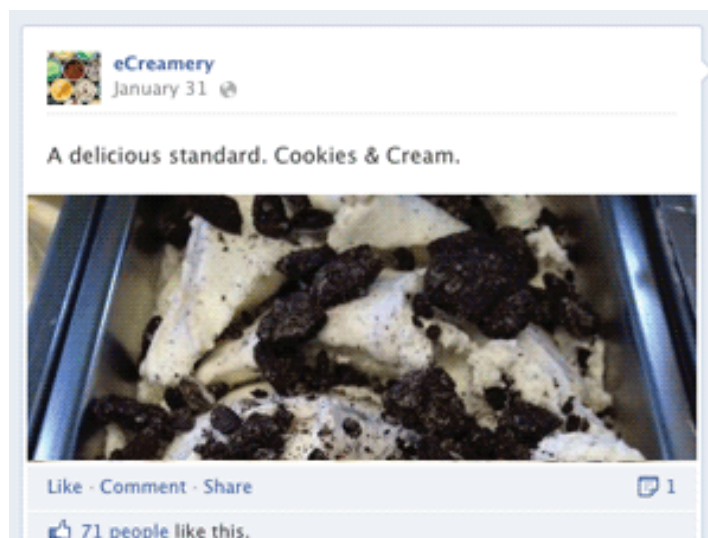 eCreamery
January 31
A delicious standard. Cookies & Cream.
Like · Comment · Share 1
71 people like this.